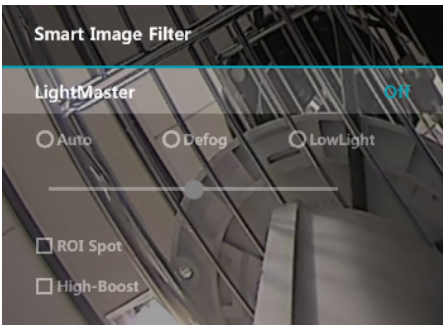 Smart Image Filter
LightMaster Off
Auto Defog LowLight
ROI Spot
High-Boost